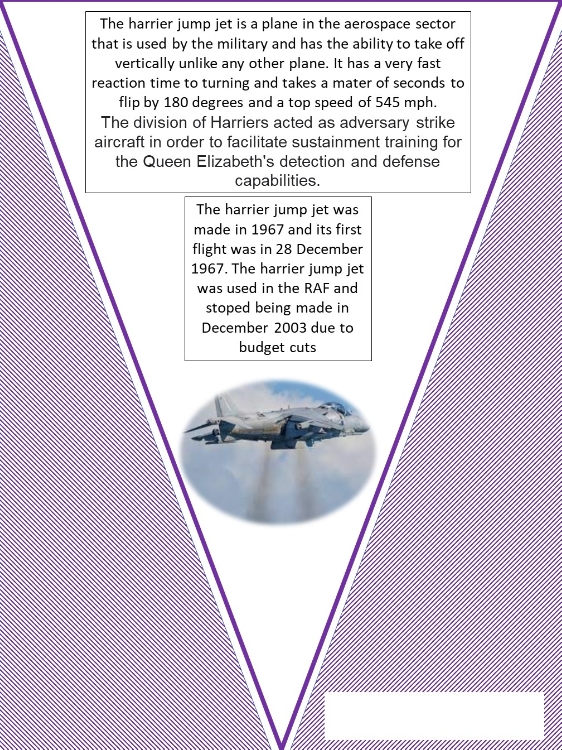 The harrier jump jet is a plane in the aerospace sector
that is used by the military and has the ability to take off
vertically unlike any other plane. It has a very fast
reaction time to turning and takes a mater of seconds to
flip by 180 degrees and a top speed of 545 mph.
The division of Harriers acted as adversary strike
aircraft in order to facilitate sustainment training for
the Queen Elizabeth's detection and defense
capabilities.
The harrier jump jet was
made in 1967 and its first
flight was in 28 December
1967. The harrier jump jet
was used in the RAF and
stoped being made in
December 2003 due to
budget cuts